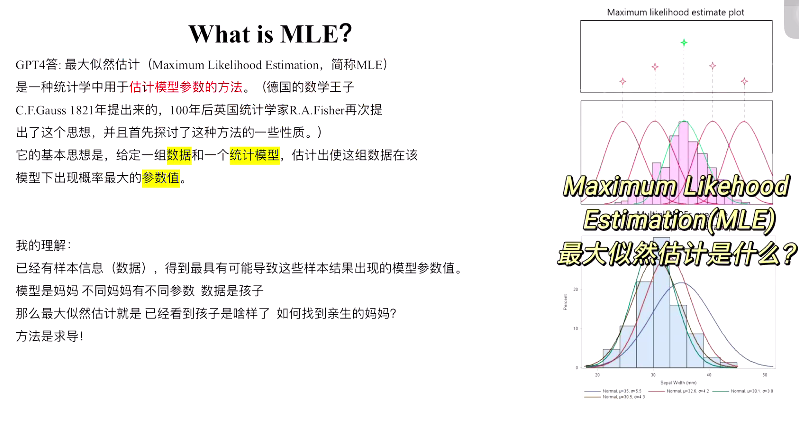 What is MLE?
GPT4答: 最大似然估计（Maximum Likelihood Estimation，简称MLE）
是一种统计学中用于估计模型参数的方法。（德国的数学王子
C.F.Gauss 1821年提出来的，100年后英国统计学家R.A.Fisher再次提
出了这个思想，并且首先探讨了这种方法的一些性质。）
它的基本思想是，给定一组数据和一个统计模型，估计出使这组数据在该
模型下出现概率最大的参数值。
我的理解：
已经有样本信息（数据），得到最具有可能导致这些样本结果出现的模型参数值。
模型是妈妈 不同妈妈有不同参数 数据是孩子
那么最大似然估计就是 已经看到孩子是啥样了 如何找到亲生的妈妈？
方法是求导！
Maximum likelihood estimate plot
Maximum Likehood
Estimation(MLE)
最大似然估计是什么？
Percent
20
10
0
20
30
40
50
Sepal Width (mm)